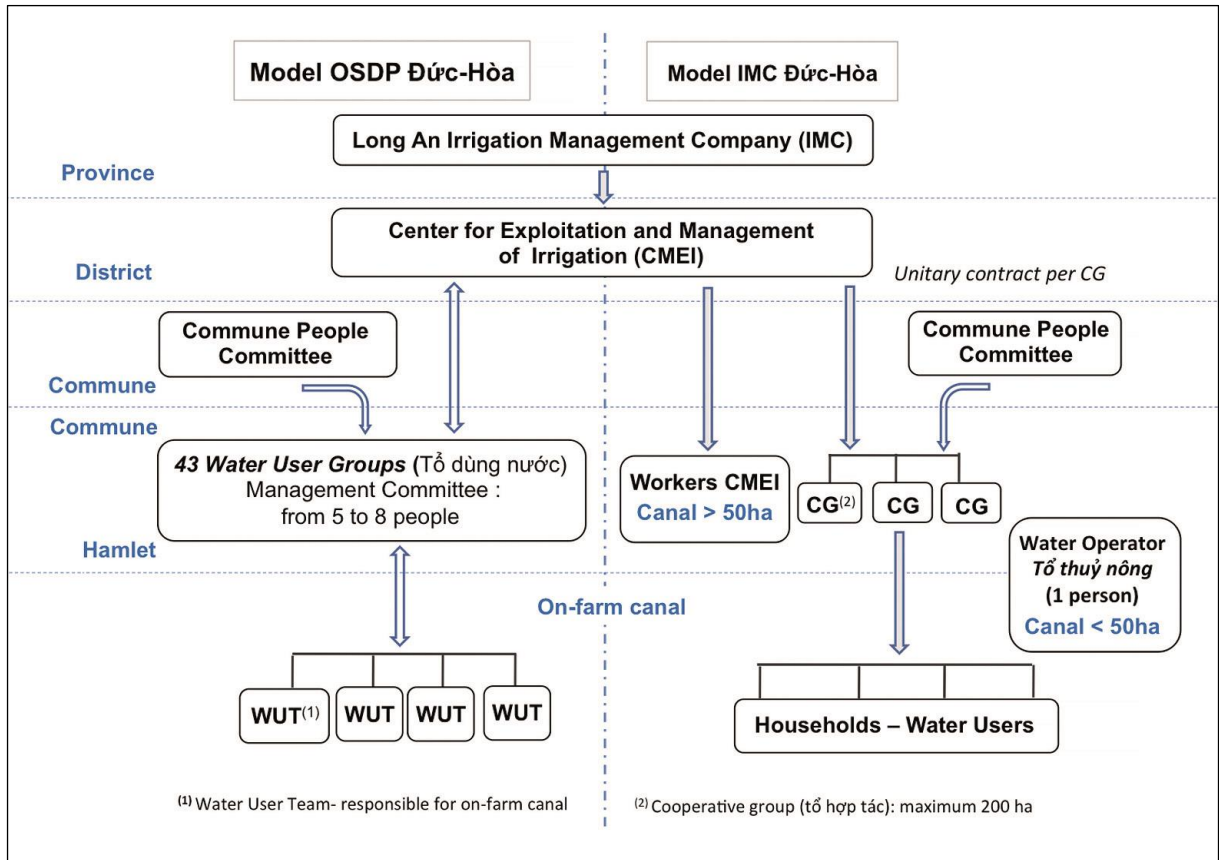 Model OSDP Đức-Hòa
Model IMC Đức-Hòa
Long An Irrigation Management Company (IMC)
Province
Center for Exploitation and Management
of Irrigation (CMEI)
District
Unitary contract per CG
Commune People
Committee
Commune People
Committee
Commune
Commune
43 Water User Groups (Tổ dùng nước)
Management Committee :
from 5 to 8 people
Workers CMEI
Canal > 50ha
CG(2)
CG
CG
Hamlet
Water Operator
Tổ thuỷ nông
(1 person)
Canal < 50ha
On-farm canal
WUT(1)
WUT
WUT
WUT
Households – Water Users
(1) Water User Team- responsible for on-farm canal
(2) Cooperative group (tổ hợp tác): maximum 200 ha